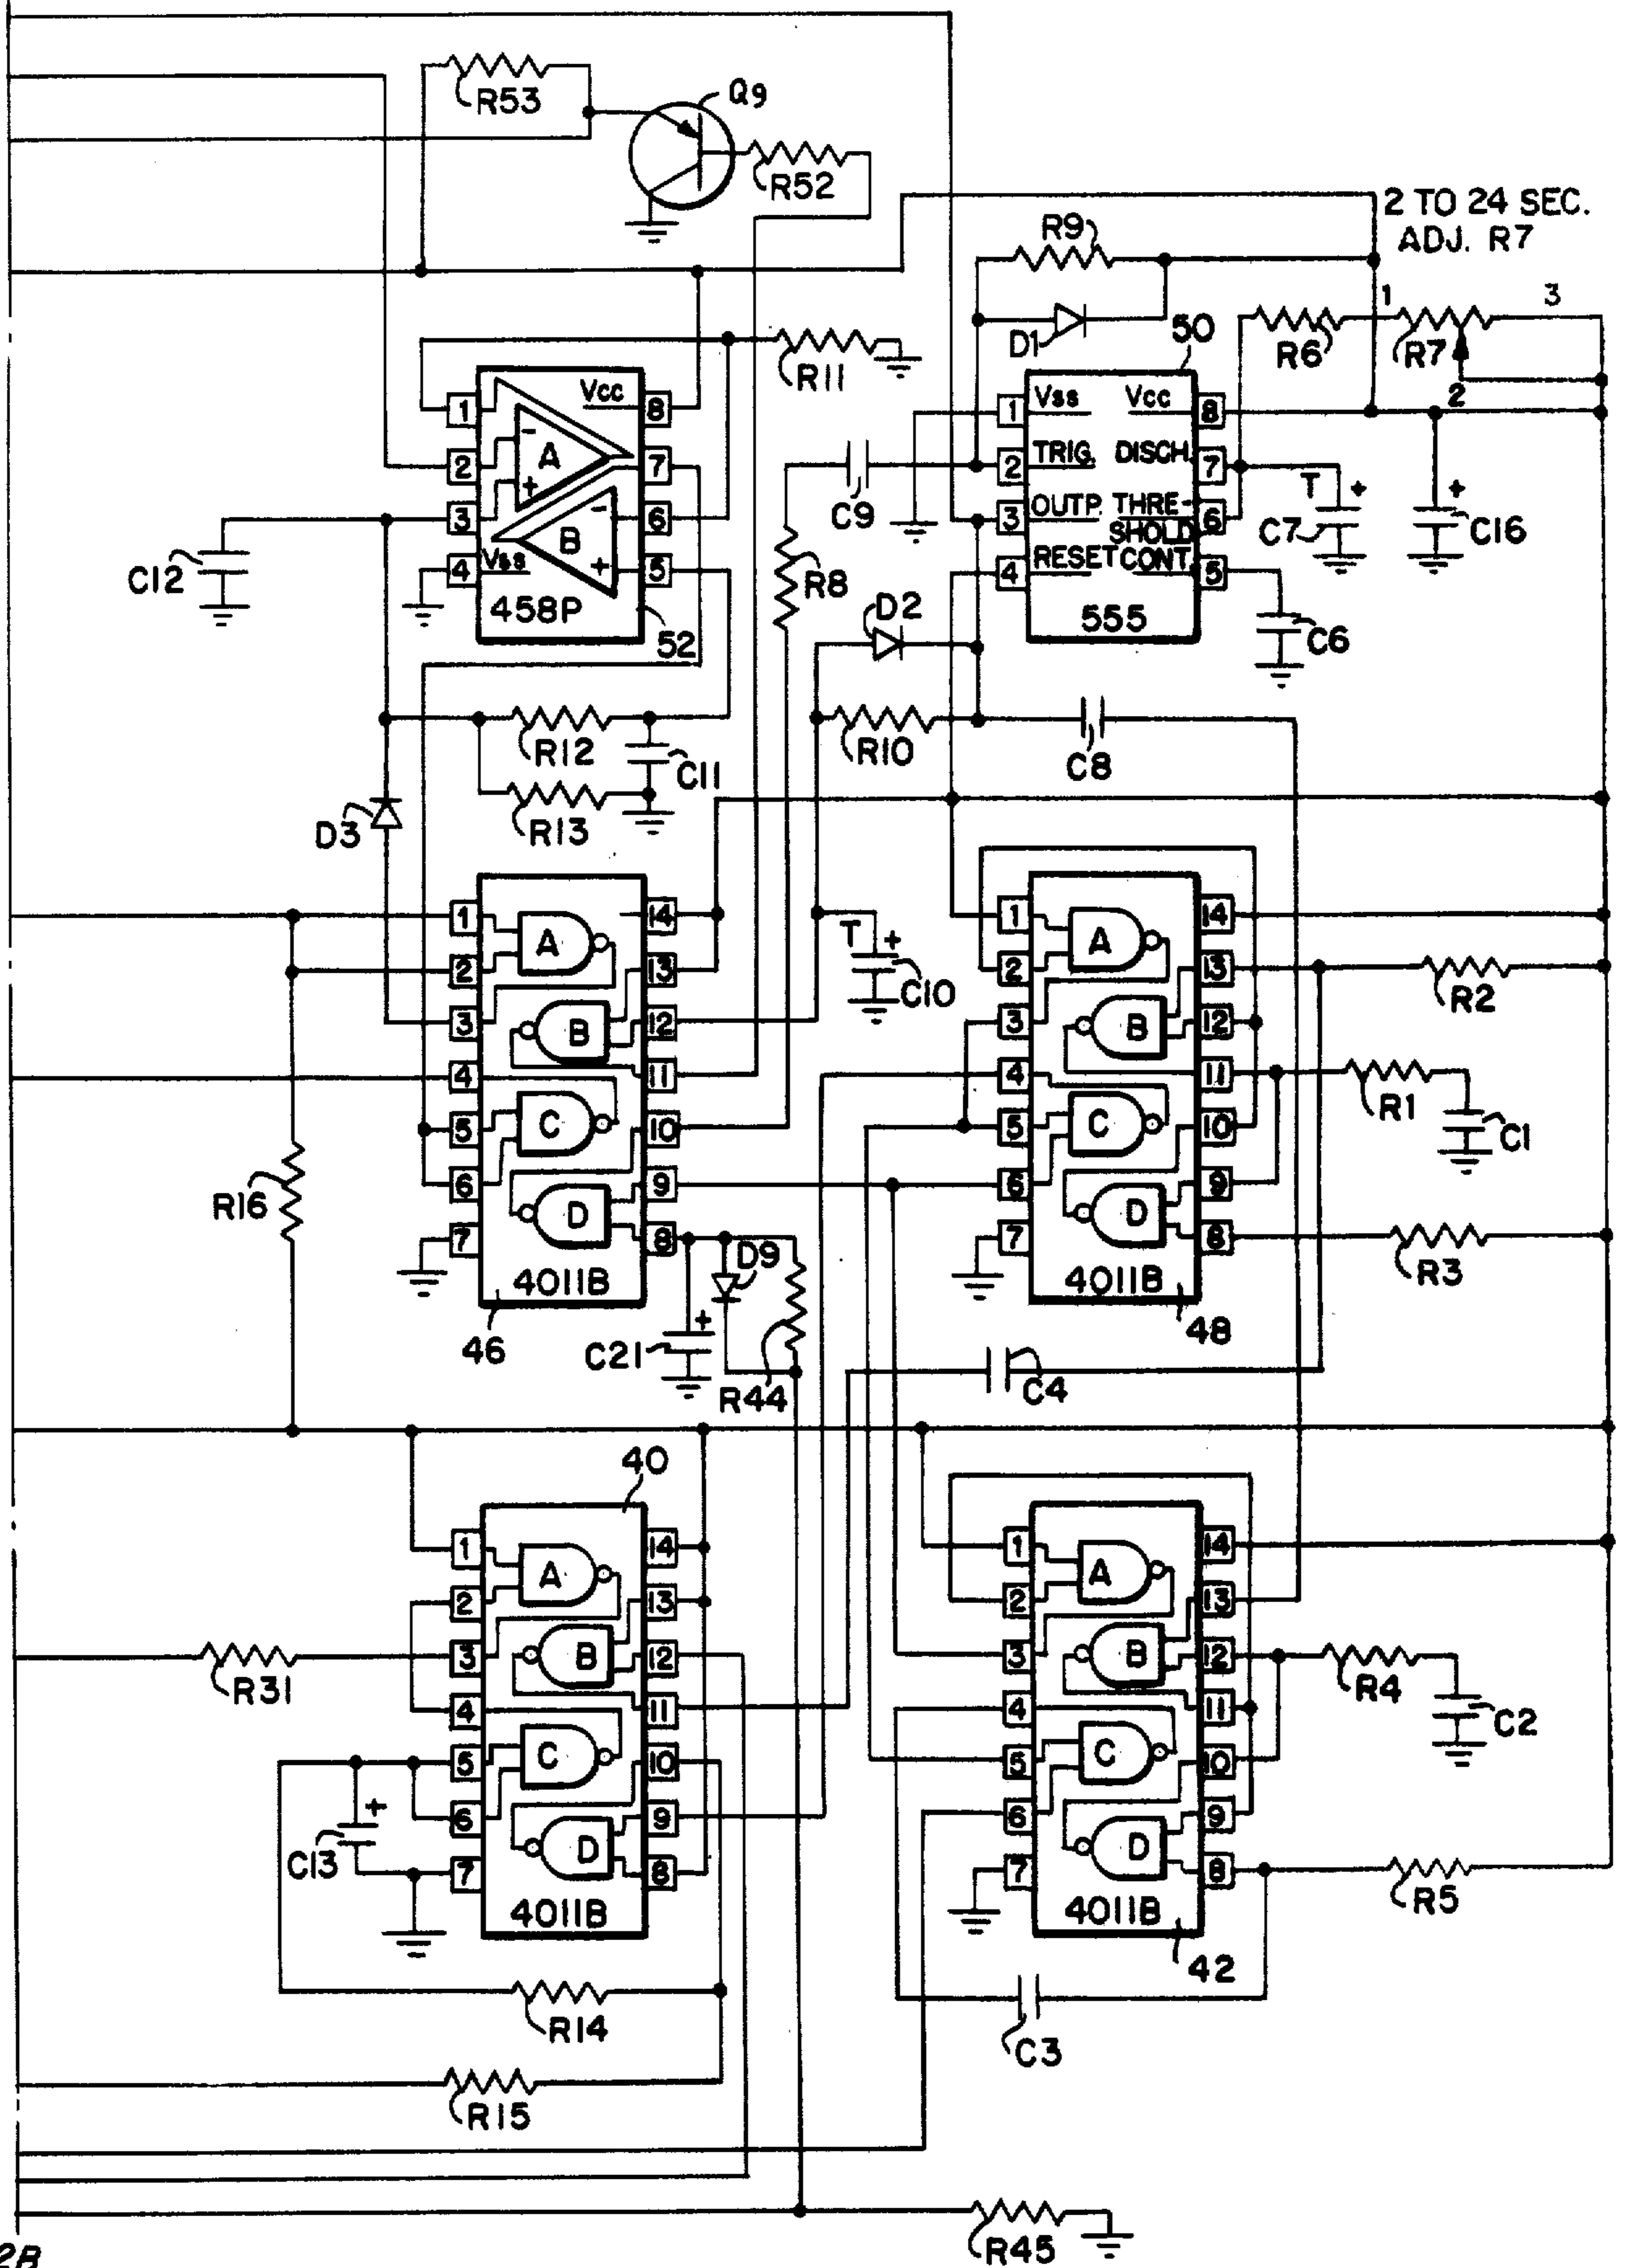 R53
Q9
R52
2 TO 24 SEC.
ADJ. R7
R9
D1
50
1
3
R6
R7
2
R11
1
2
3
4
Vcc
8
7
6
5
A
-
+
B
-
+
Vss
458P
52
C12
C9
R8
1
2
3
4
Vss
Vcc
TRIG.
DISCH.
OUTP.
THRE-
SHOLD
RESET
CONT.
8
7
6
5
555
T
+
C7
+
C16
C6
D2
R10
C8
R12
C11
R13
D3
1
2
3
4
5
6
7
A
B
C
D
14
13
12
11
10
9
8
4011B
46
T
+
C10
1
2
3
4
5
6
7
A
B
C
D
14
13
12
11
10
9
8
4011B
48
R2
R1
C1
R3
R16
D9
C21
+
R44
C4
40
1
2
3
4
5
6
7
A
B
C
D
14
13
12
11
10
9
8
4011B
R31
C13
+
R14
R15
1
2
3
4
5
6
7
A
B
C
D
14
13
12
11
10
9
8
4011B
42
R4
C2
R5
C3
R45